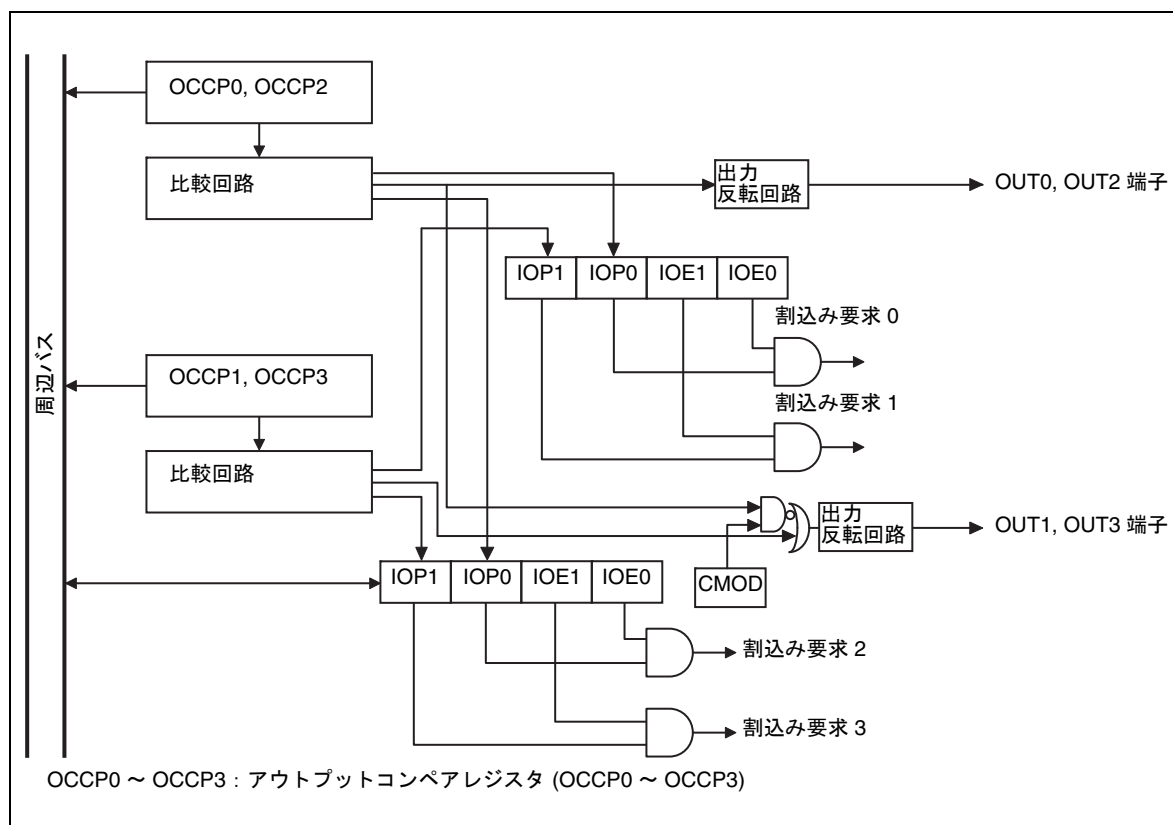 OCCP0, OCCP2
比較回路
出力
反転回路
OUT0, OUT2 端子
IOP1 IOP0 IOE1 IOE0
割込み要求 0
周辺バス
OCCP1, OCCP3
割込み要求 1
比較回路
出力
反転回路
OUT1, OUT3 端子
IOP1 IOP0 IOE1 IOE0
CMOD
割込み要求 2
割込み要求 3
OCCP0 ～ OCCP3 : アウトプットコンペアレジスタ (OCCP0 ～ OCCP3)